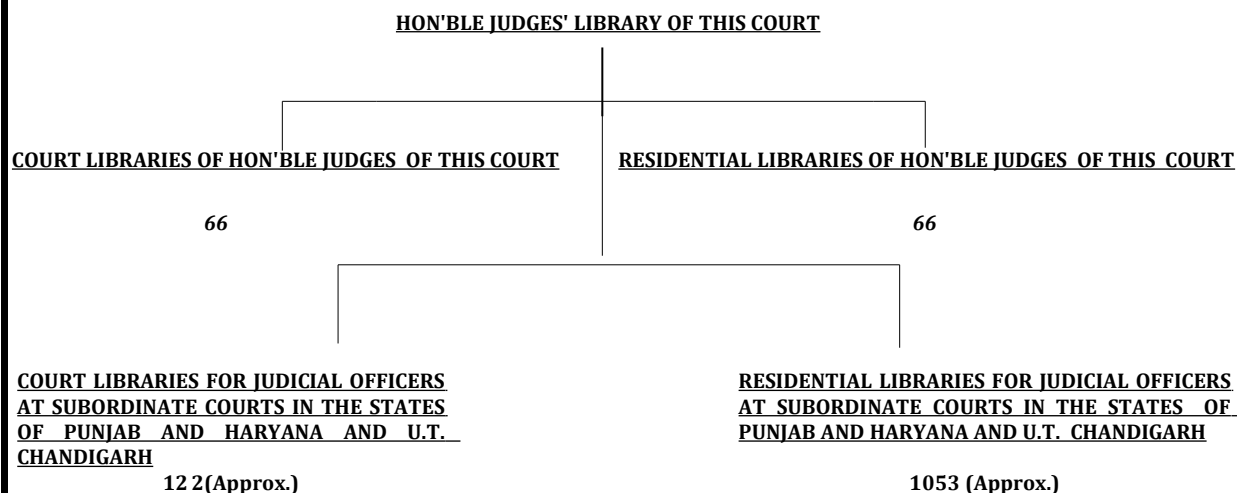 HON'BLE JUDGES' LIBRARY OF THIS COURT
COURT LIBRARIES OF HON'BLE JUDGES OF THIS COURT
RESIDENTIAL LIBRARIES OF HON'BLE JUDGES OF THIS COURT
66
66
COURT LIBRARIES FOR JUDICIAL OFFICERS
AT SUBORDINATE COURTS IN THE STATES
OF PUNJAB AND HARYANA AND U.T.
CHANDIGARH
12 2(Approx.)
RESIDENTIAL LIBRARIES FOR JUDICIAL OFFICERS
AT SUBORDINATE COURTS IN THE STATES OF
PUNJAB AND HARYANA AND U.T. CHANDIGARH
1053 (Approx.)